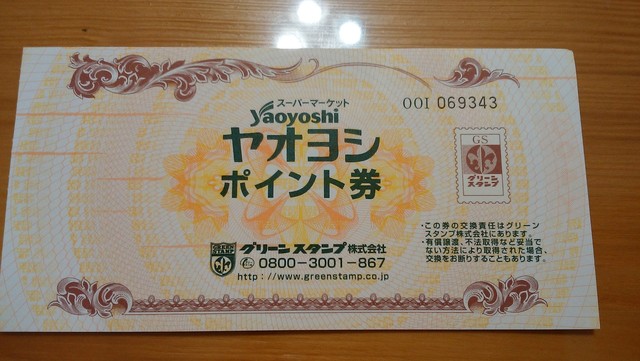 スーパーマーケット
Yaoyoshi
OOI 069343
ヤオヨシ
ポイント券
GS
グリーン
スタンプ
・この券の交換責任はグリーン
スタンプ株式会社にあります。
・有償譲渡、不法取得など妥当で
ない方法により取得された場合、
交換をお断りすることもあります。
グリーンスタンプ株式会社
0800-3001-867
http://www.greenstamp.co.jp